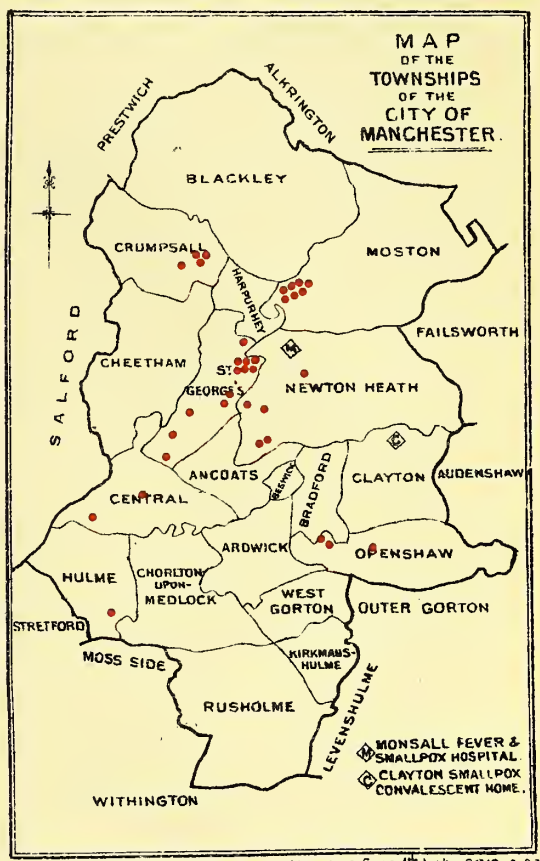 MAP
OF THE
TOWNSHIPS
OF THE
CITY OF
MANCHESTER.
PRESTWICH
ALKRINGTON
BLACKLEY
CRUMPSALL
MOSTON
HARPURHEY
SALFORD
FAILSWORTH
CHEETHAM
M
ST.
GEORGES
NEWTON HEATH
C
ANCOATS
BESWICK
BRADFORD
CLAYTON
AUDENSHAW
CENTRAL
ARDWICK
OPENSHAW
HULME
CHORLTON
UPON-
MEDLOCK
WEST
GORTON
OUTER GORTON
STRETFORD
MOSS SIDE
KIRKMANS-
HULME
RUSHOLME
LEVENSHULME
M MONSALL FEVER &
SMALLPOX HOSPITAL.
C CLAYTON SMALLPOX
CONVALESCENT HOME.
WITHINGTON